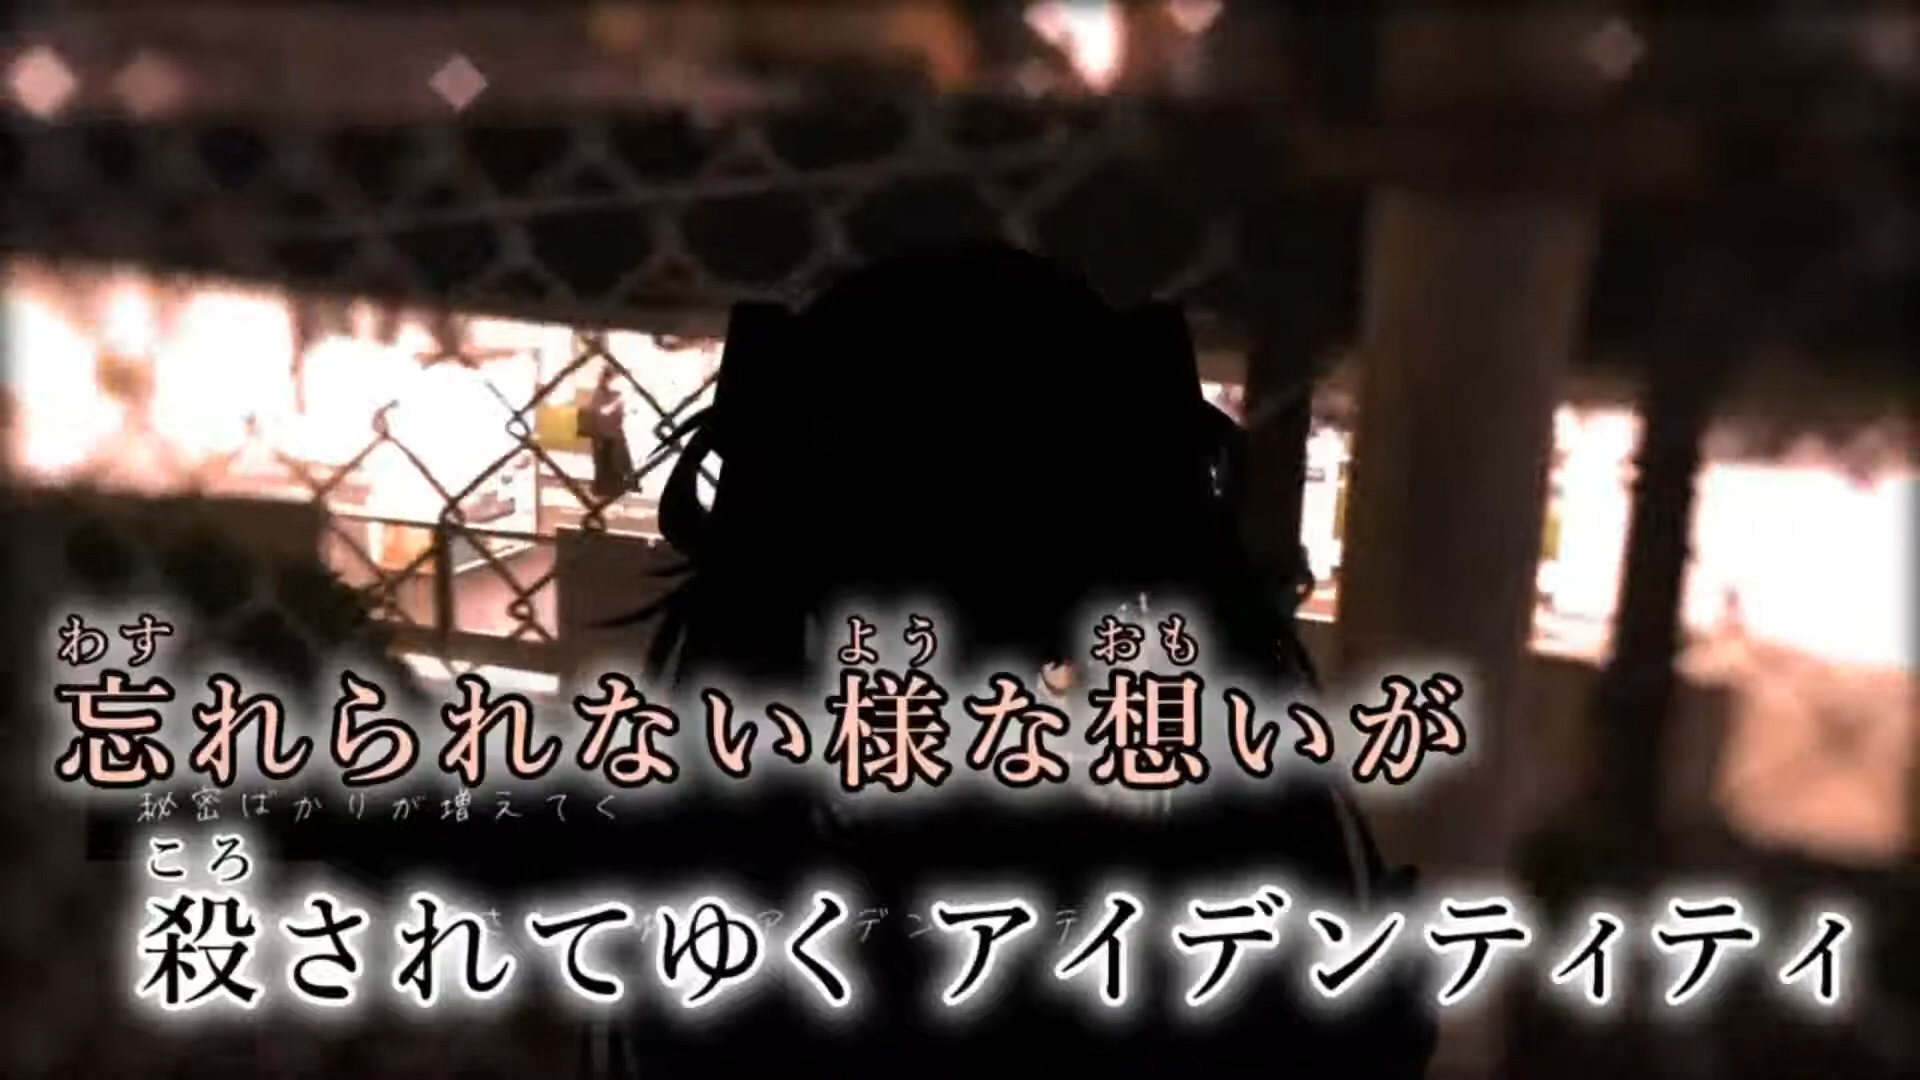 わす よう おも
忘れられない様な想いが
秘密ばかりが増えてく
ころ
殺されてゆく アイデンティティ